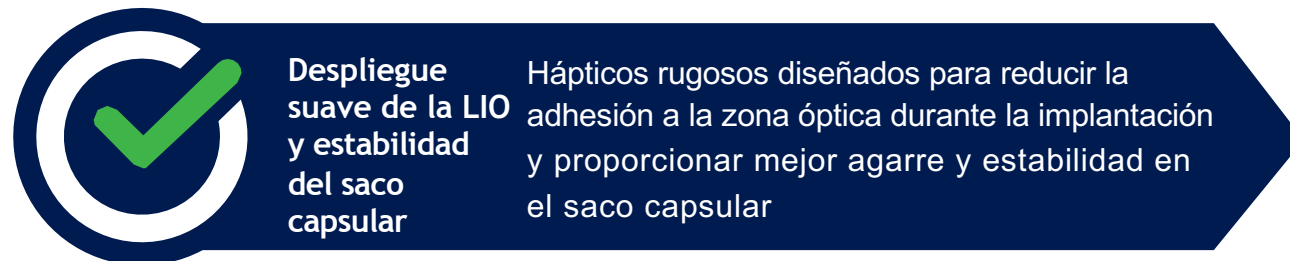 Despliegue
suave de la LIO
y estabilidad
del saco
capsular
Hápticos rugosos diseñados para reducir la
adhesión a la zona óptica durante la implantación
y proporcionar mejor agarre y estabilidad en
el saco capsular